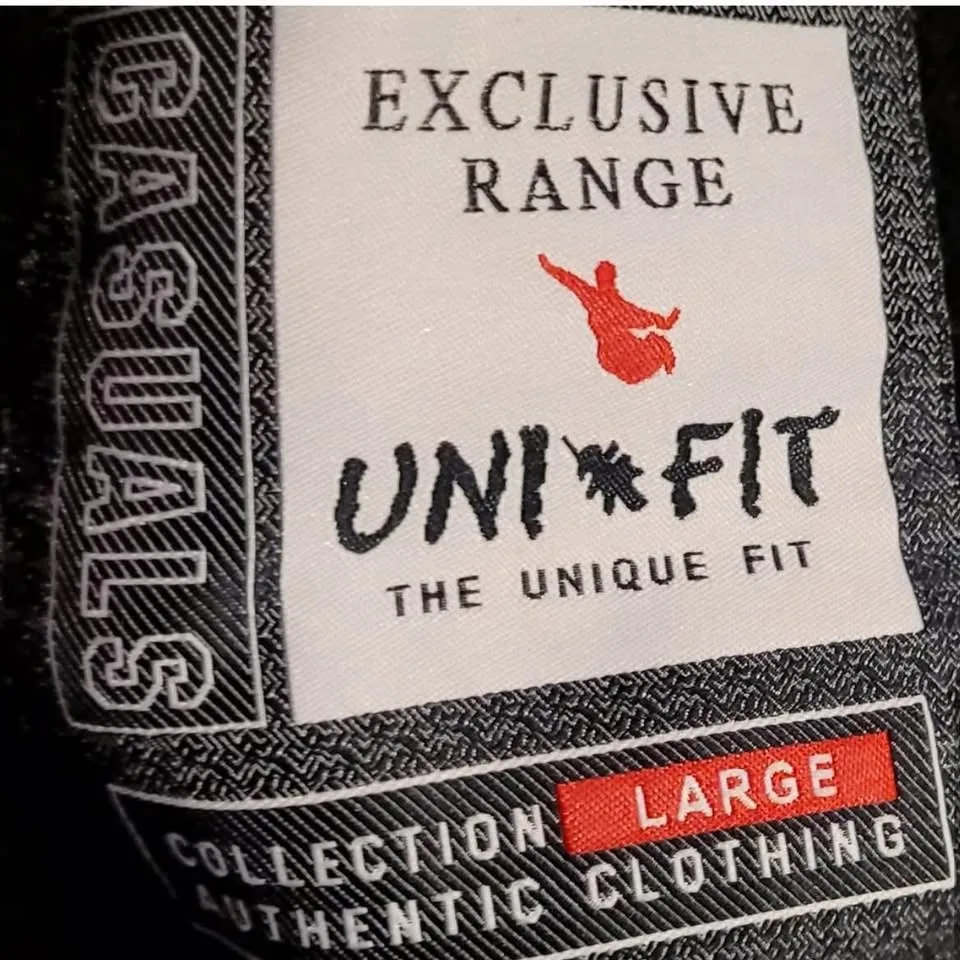 CASUALS
EXCLUSIVE
RANGE
UNI FIT
THE UNIQUE FIT
COLLECTION LARGE
AUTHENTIC CLOTHING